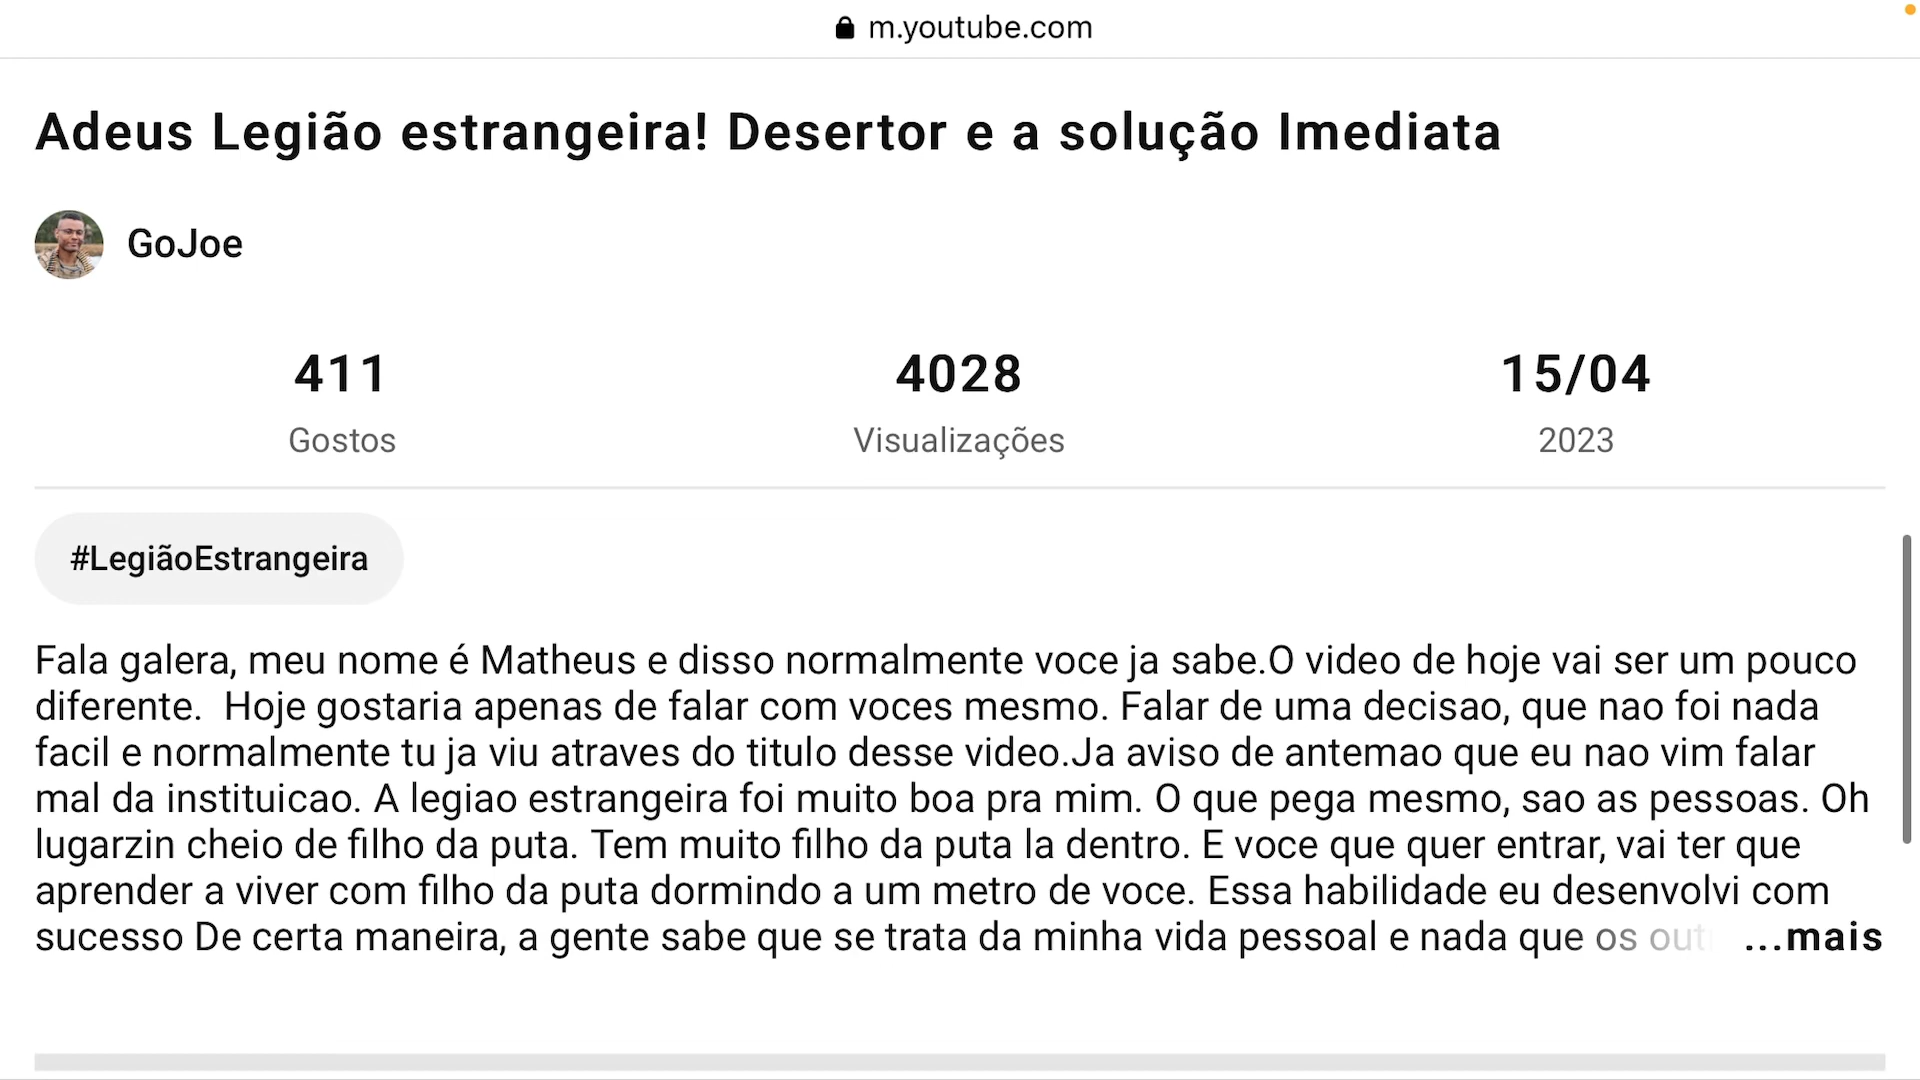 m.youtube.com
Adeus Legião estrangeira! Desertor e a solução Imediata
GoJoe
411 4028 15/04
Gostos Visualizações 2023
#LegiãoEstrangeira
Fala galera, meu nome é Matheus e disso normalmente voce ja sabe.O video de hoje vai ser um pouco
diferente.  Hoje gostaria apenas de falar com voces mesmo. Falar de uma decisao, que nao foi nada
facil e normalmente tu ja viu atraves do titulo desse video.Ja aviso de antemao que eu nao vim falar
mal da instituicao. A legiao estrangeira foi muito boa pra mim. O que pega mesmo, sao as pessoas. Oh
lugarzin cheio de filho da puta. Tem muito filho da puta la dentro. E voce que quer entrar, vai ter que
aprender a viver com filho da puta dormindo a um metro de voce. Essa habilidade eu desenvolvi com
sucesso De certa maneira, a gente sabe que se trata da minha vida pessoal e nada que os ...mais